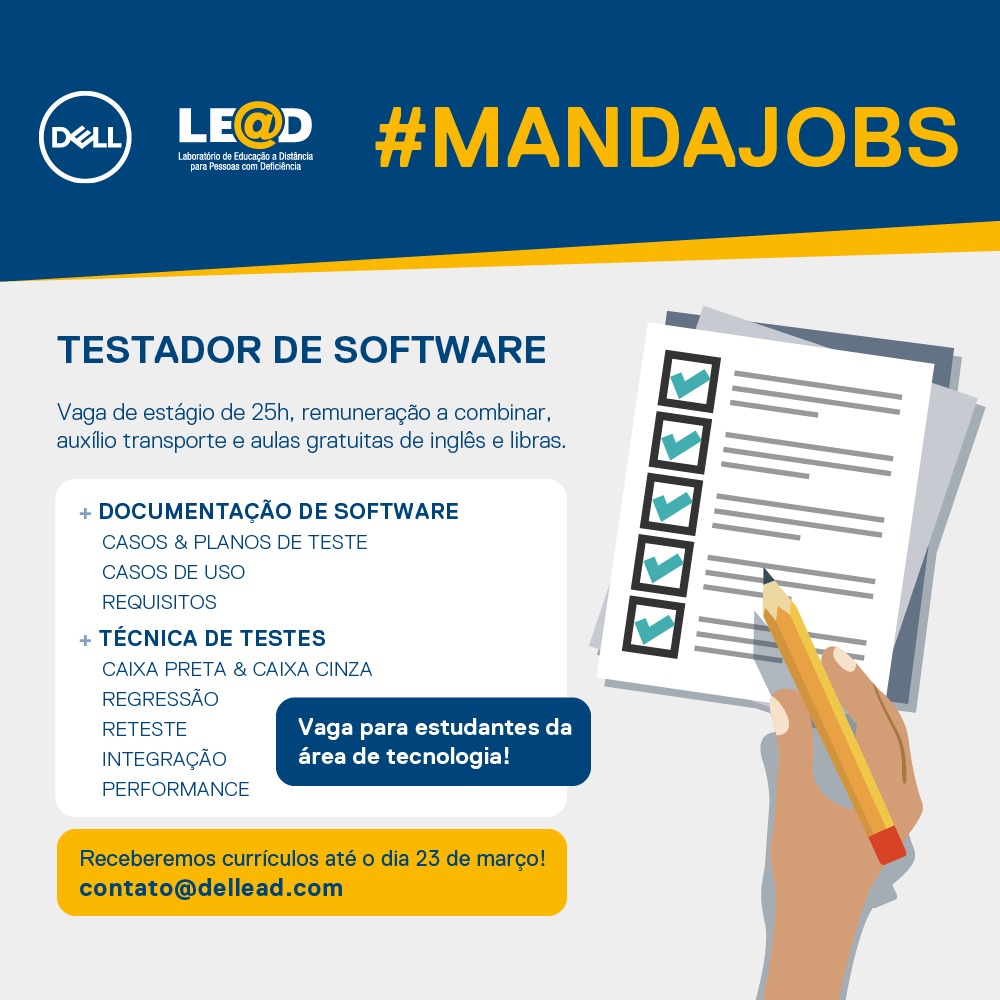 DELL
LE@D
Laboratório de Educação a Distância
para Pessoas com Deficiência
#MANDAJOBS
TESTADOR DE SOFTWARE
Vaga de estágio de 25h, remuneração a combinar,
auxílio transporte e aulas gratuitas de inglês e libras.
+ DOCUMENTAÇÃO DE SOFTWARE
CASOS & PLANOS DE TESTE
CASOS DE USO
REQUISITOS
+ TÉCNICA DE TESTES
CAIXA PRETA & CAIXA CINZA
REGRESSÃO
RETESTE
INTEGRAÇÃO
PERFORMANCE
Vaga para estudantes da
área de tecnologia!
Receberemos currículos até o dia 23 de março!
contato@dellead.com